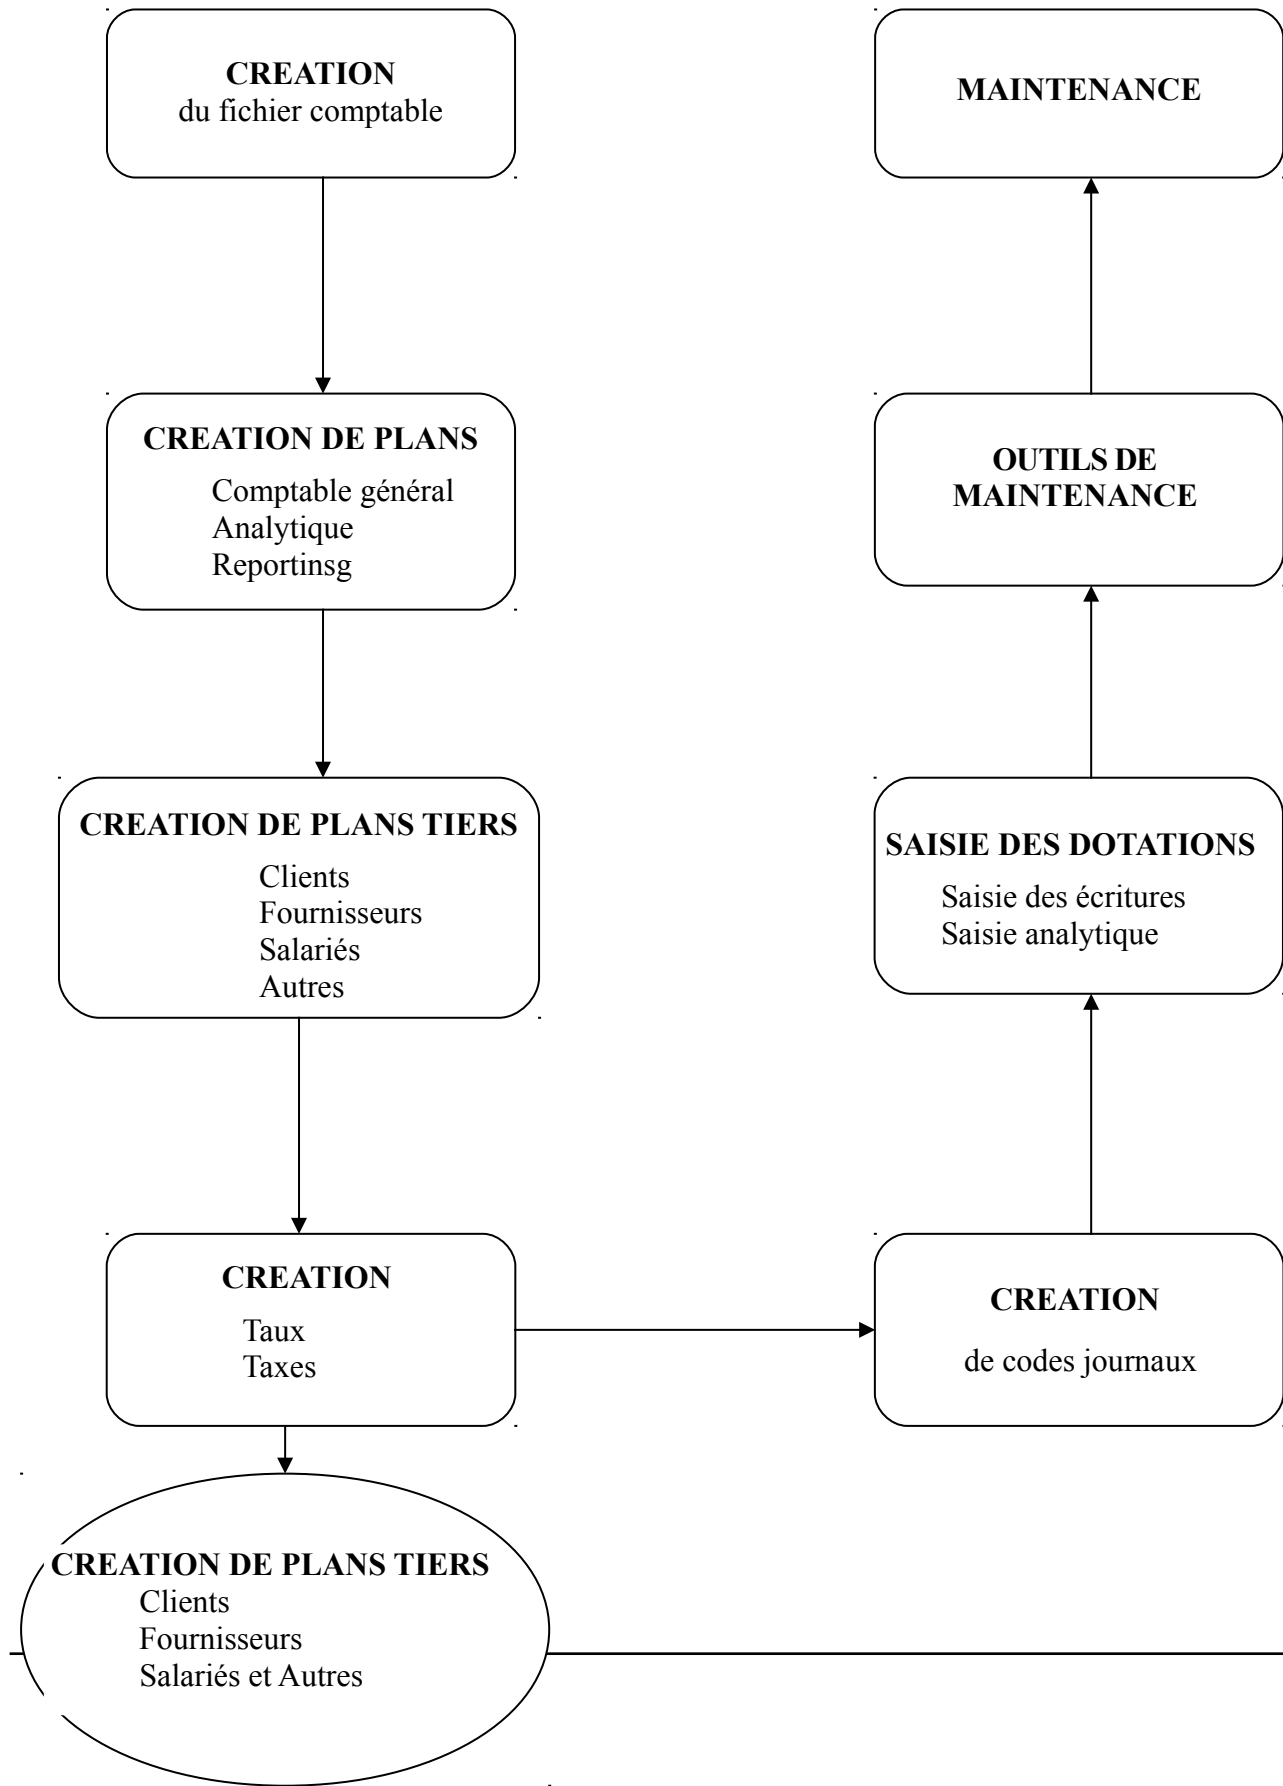 CREATION
du fichier comptable
CREATION DE PLANS
Comptable général
Analytique
Reportinsg
CREATION DE PLANS TIERS
Clients
Fournisseurs
Salariés
Autres
CREATION
Taux
Taxes
CREATION DE PLANS TIERS
Clients
Fournisseurs
Salariés et Autres
CREATION
de codes journaux
SAISIE DES DOTATIONS
Saisie des écritures
Saisie analytique
OUTILS DE
MAINTENANCE
MAINTENANCE